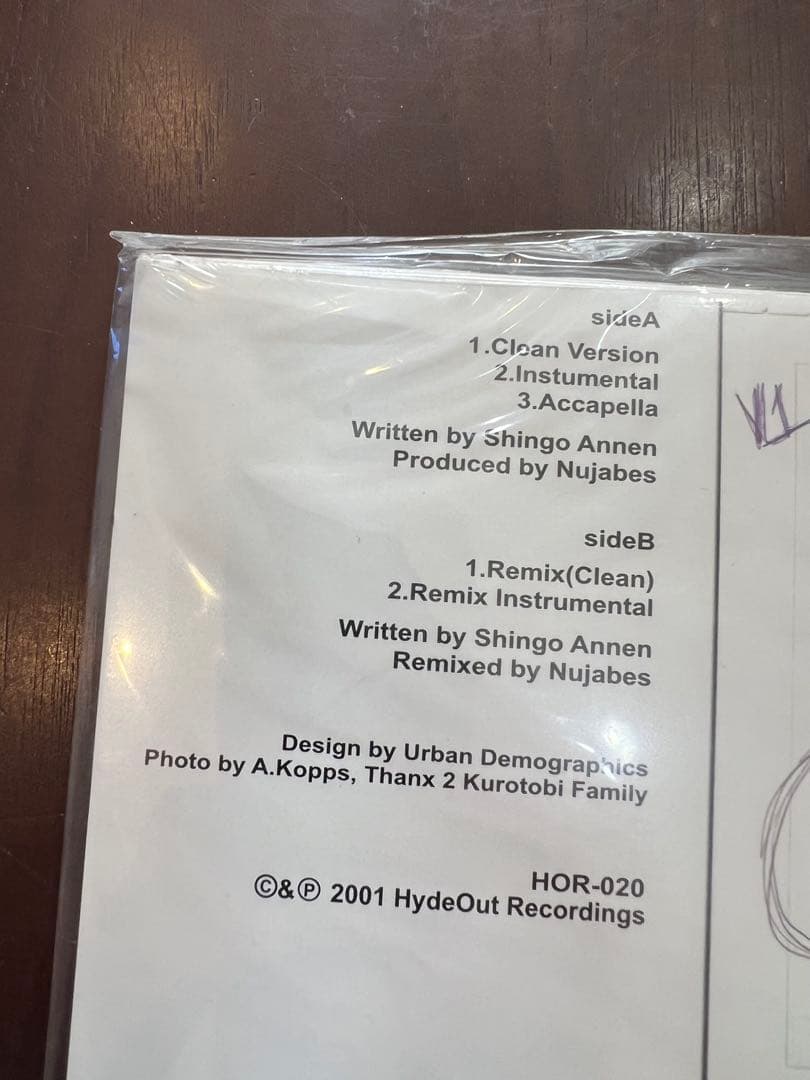 sideA
1.Clean Version
2.Instumental
3.Accapella
Written by Shingo Annen
Produced by Nujabes
sideB
1.Remix(Clean)
2.Remix Instrumental
Written by Shingo Annen
Remixed by Nujabes
Design by Urban Demographics
Photo by A.Kopps, Thanx 2 Kurotobi Family
HOR-020
©&℗ 2001 HydeOut Recordings